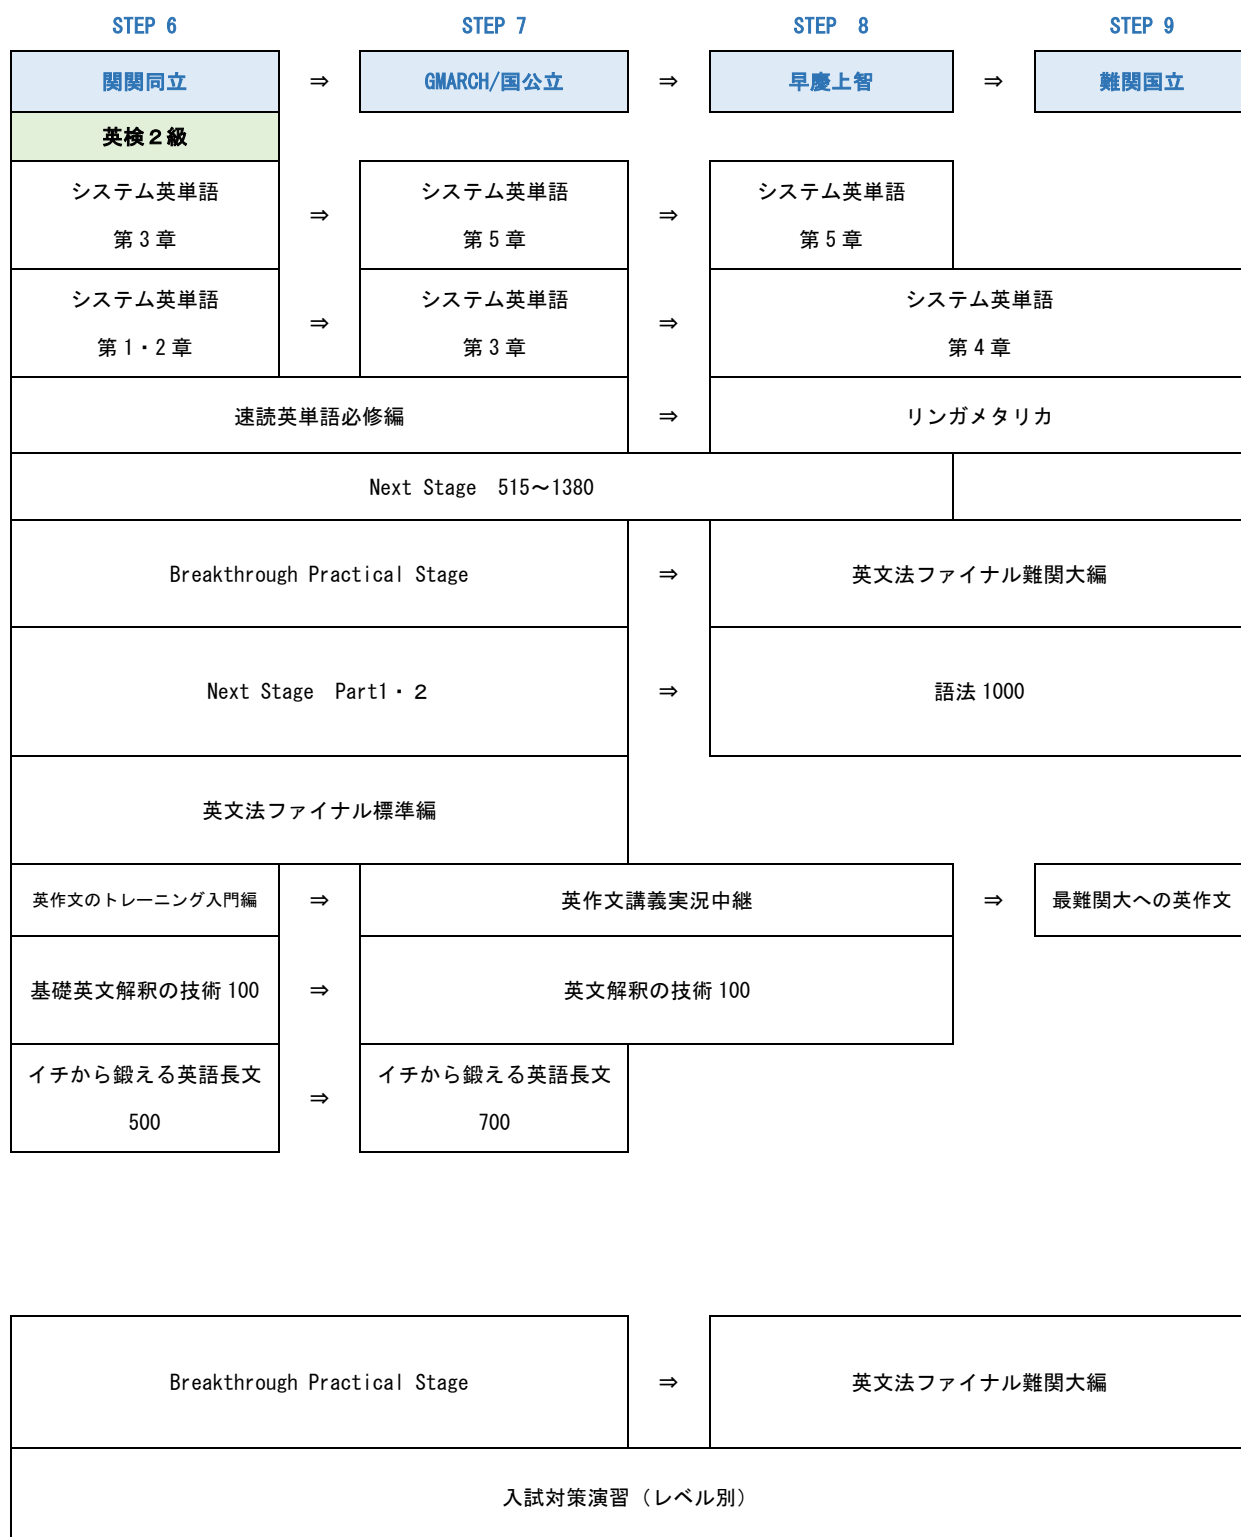 STEP 6 STEP 7 STEP 8 STEP 9
関関同立 ⇒ GMARCH/国公立 ⇒ 早慶上智 ⇒ 難関国立
英検２級
システム英単語 システム英単語 システム英単語
⇒ ⇒
第3章 第5章 第5章
システム英単語 システム英単語 システム英単語
⇒ ⇒
第1・2章 第3章 第4章
速読英単語必修編 ⇒ リンガメタリカ
Next Stage 515～1380
Breakthrough Practical Stage ⇒ 英文法ファイナル難関大編
Next Stage Part1・２ ⇒ 語法1000
英文法ファイナル標準編
英作文のトレーニング入門編 ⇒ 英作文講義実況中継 ⇒ 最難関大への英作文
基礎英文解釈の技術100 ⇒ 英文解釈の技術100
イチから鍛える英語長文 イチから鍛える英語長文
⇒
500 700
Breakthrough Practical Stage ⇒ 英文法ファイナル難関大編
入試対策演習（レベル別）